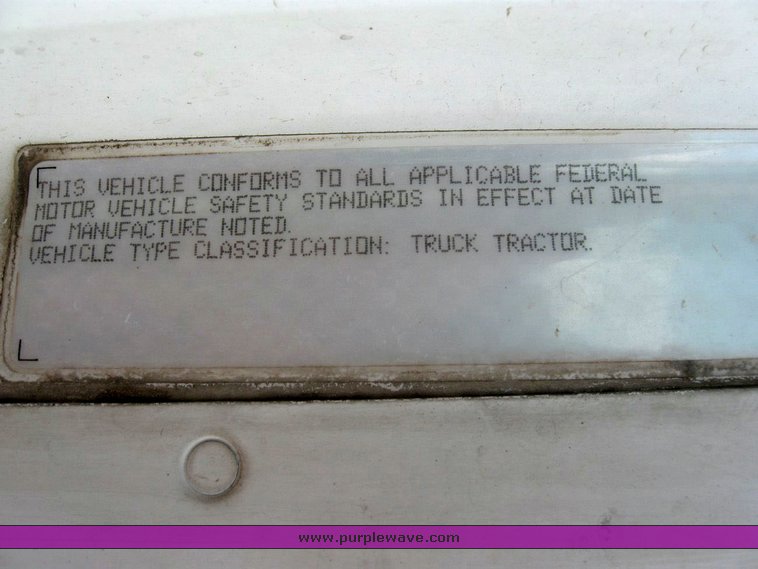 THIS VEHICLE CONFORMS TO ALL APPLICABLE FEDERAL
MOTOR VEHICLE SAFETY STANDARDS IN EFFECT AT DATE
OF MANUFACTURE NOTED.
VEHICLE TYPE CLASSIFICATION: TRUCK TRACTOR.
www.purplewave.com